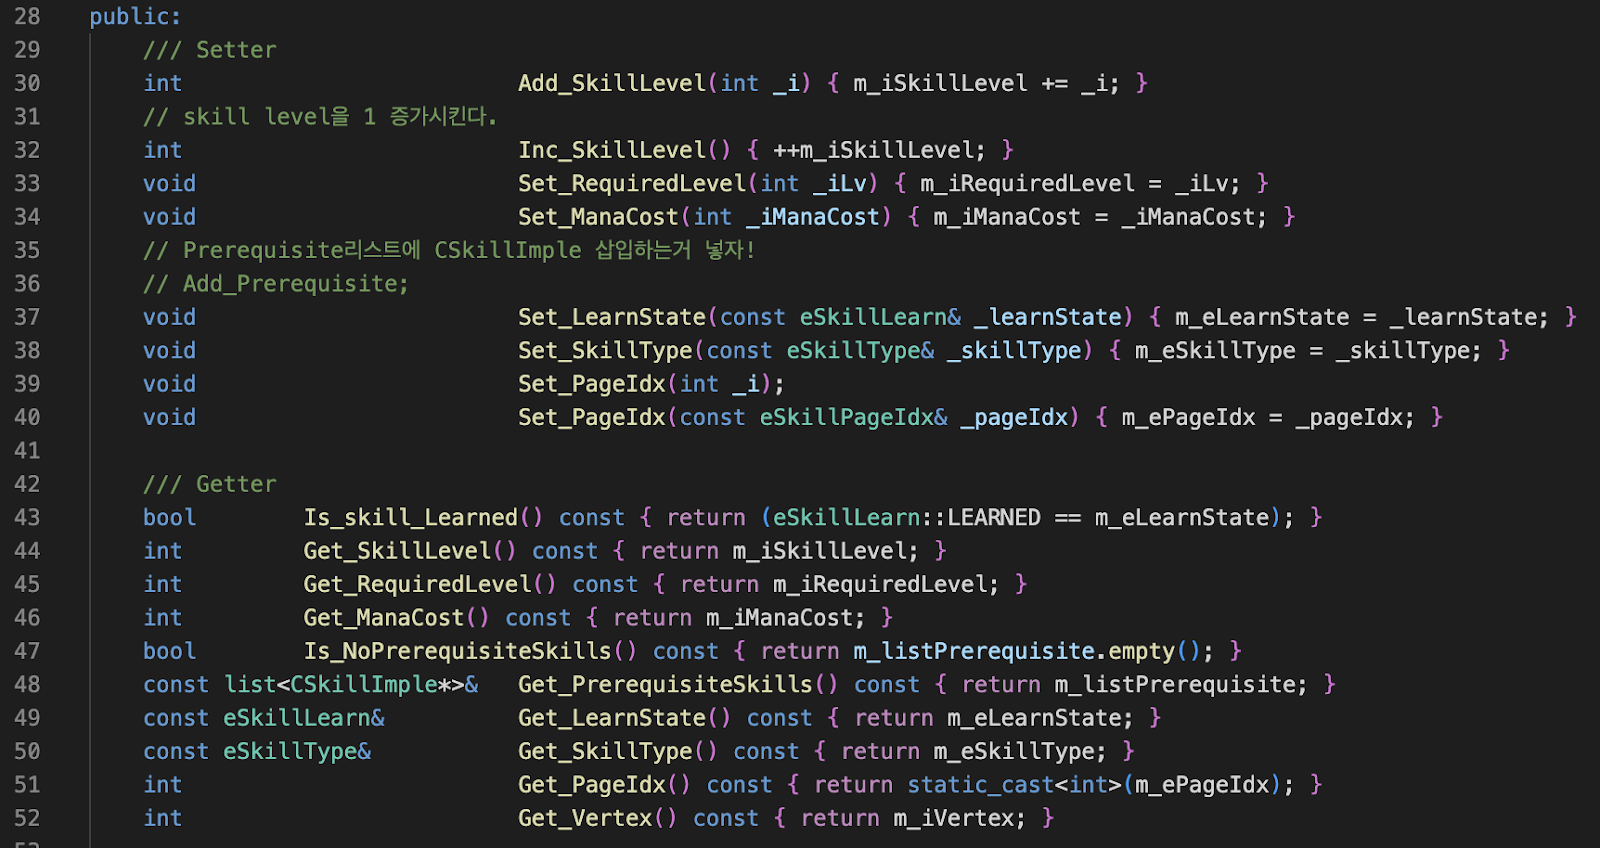 28 public:
29 /// Setter
30 int Add_SkillLevel(int _i) { m_iSkillLevel += _i; }
31 // skill level을 1 증가시킨다.
32 int Inc_SkillLevel() { ++m_iSkillLevel; }
33 void Set_RequiredLevel(int _iLv) { m_iRequiredLevel = _iLv; }
34 void Set_ManaCost(int _iManaCost) { m_iManaCost = _iManaCost; }
35 // Prerequisite리스트에 CSkillImple 삽입하는거 넣자!
36 // Add_Prerequisite;
37 void Set_LearnState(const eSkillLearn& _learnState) { m_eLearnState = _learnState; }
38 void Set_SkillType(const eSkillType& _skillType) { m_eSkillType = _skillType; }
39 void Set_PageIdx(int _i);
40 void Set_PageIdx(const eSkillPageIdx& _pageIdx) { m_ePageIdx = _pageIdx; }
41
42 /// Getter
43 bool Is_skill_Learned() const { return (eSkillLearn::LEARNED == m_eLearnState); }
44 int Get_SkillLevel() const { return m_iSkillLevel; }
45 int Get_RequiredLevel() const { return m_iRequiredLevel; }
46 int Get_ManaCost() const { return m_iManaCost; }
47 bool Is_NoPrerequisiteSkills() const { return m_listPrerequisite.empty(); }
48 const list<CSkillImple*>& Get_PrerequisiteSkills() const { return m_listPrerequisite; }
49 const eSkillLearn& Get_LearnState() const { return m_eLearnState; }
50 const eSkillType& Get_SkillType() const { return m_eSkillType; }
51 int Get_PageIdx() const { return static_cast<int>(m_ePageIdx); }
52 int Get_Vertex() const { return m_iVertex; }